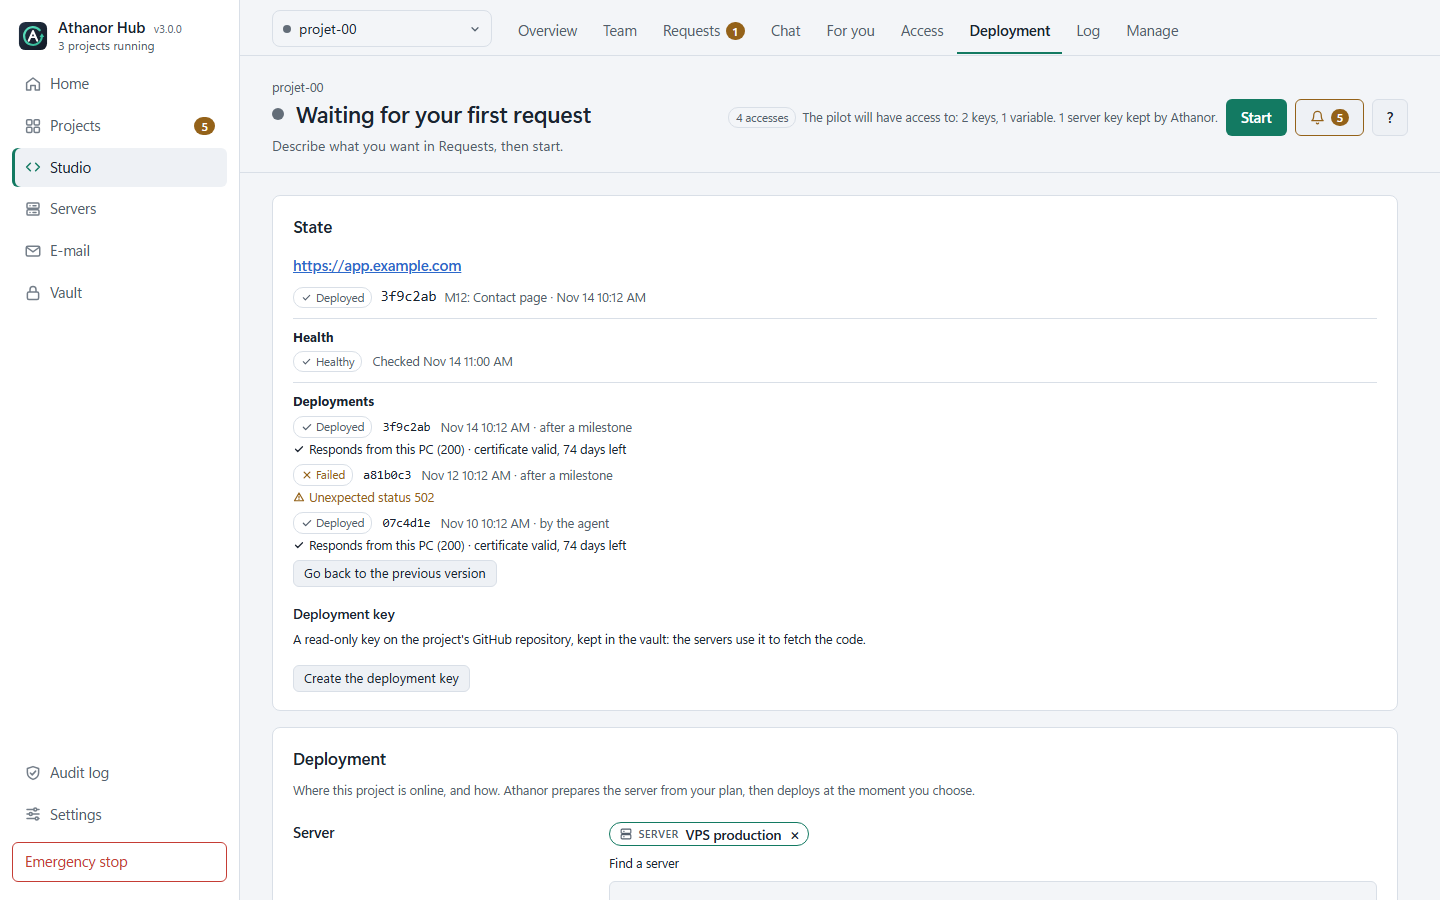 Athanor Hub v3.0.0
3 projects running
Home
Projects 5
Studio
Servers
E-mail
Vault
Audit log
Settings
Emergency stop
projet-00
Overview Team Requests 1 Chat For you Access Deployment Log Manage
projet-00
Waiting for your first request
Describe what you want in Requests, then start.
4 accesses The pilot will have access to: 2 keys, 1 variable. 1 server key kept by Athanor. Start 5 ?
State
https://app.example.com
Deployed 3f9c2ab M12: Contact page · Nov 14 10:12 AM
Health
Healthy Checked Nov 14 11:00 AM
Deployments
Deployed 3f9c2ab Nov 14 10:12 AM · after a milestone
Responds from this PC (200) · certificate valid, 74 days left
Failed a81b0c3 Nov 12 10:12 AM · after a milestone
Unexpected status 502
Deployed 07c4d1e Nov 10 10:12 AM · by the agent
Responds from this PC (200) · certificate valid, 74 days left
Go back to the previous version
Deployment key
A read-only key on the project's GitHub repository, kept in the vault: the servers use it to fetch the code.
Create the deployment key
Deployment
Where this project is online, and how. Athanor prepares the server from your plan, then deploys at the moment you choose.
Server
SERVER VPS production ×
Find a server